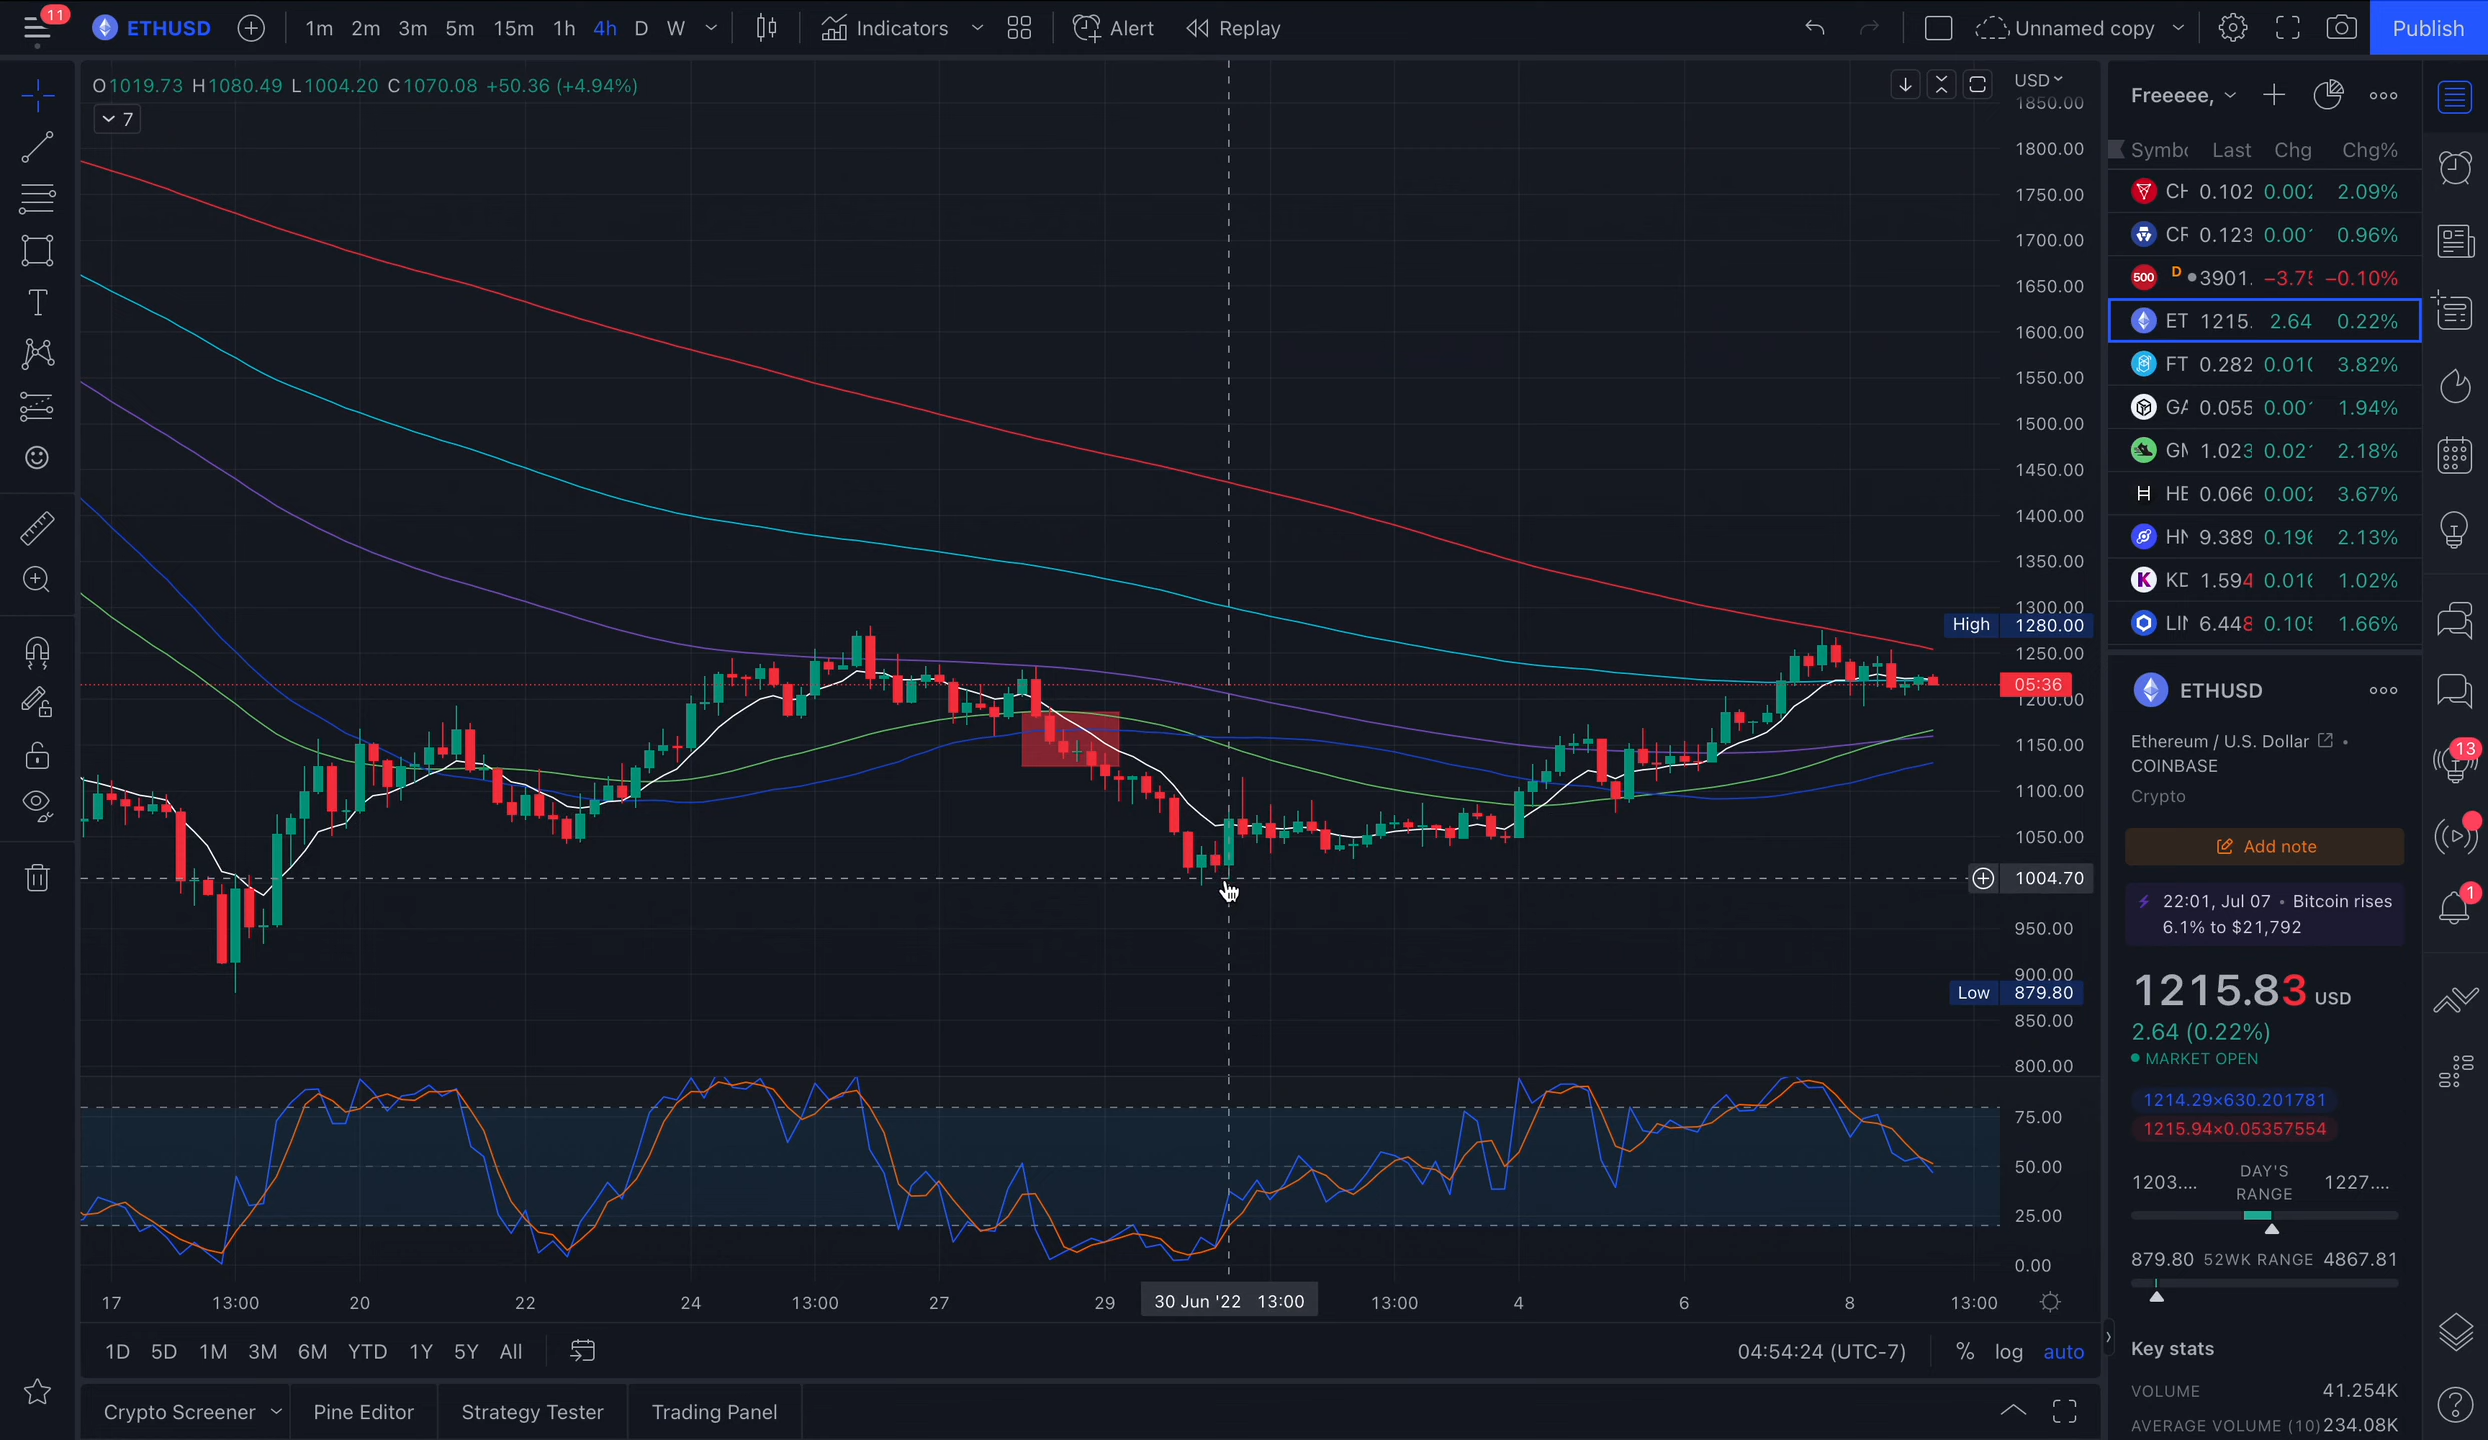 11
ETHUSD
1m 2m 3m 5m 15m 1h 4h D W
Indicators
Alert
Replay
Unnamed copy
Publish
O1019.73 H1080.49 L1004.20 C1070.08 +50.36 (+4.94%)
7
USD
1850.00
1800.00
1750.00
1700.00
1650.00
1600.00
1550.00
1500.00
1450.00
1400.00
1350.00
1300.00
High 1280.00
1250.00
05:36
1200.00
1150.00
1100.00
1050.00
1004.70
950.00
900.00
Low 879.80
850.00
800.00
75.00
50.00
25.00
0.00
17 13:00 20 22 24 13:00 27 29 30 Jun '22 13:00 13:00 4 6 8 13:00
1D 5D 1M 3M 6M YTD 1Y 5Y All
04:54:24 (UTC-7) % log auto
Crypto Screener Pine Editor Strategy Tester Trading Panel
Freeeee,
Last Chg Chg%
0.102 2.09%
0.123 0.96%
500 D 3901. −0.10%
1215. 2.64 0.22%
0.282 3.82%
0.055 1.94%
1.023 2.18%
0.066 3.67%
9.389 2.13%
K 1.594 1.02%
6.448 1.66%
ETHUSD
Ethereum / U.S. Dollar •
COINBASE
Crypto
Add note
22:01, Jul 07 • Bitcoin rises
6.1% to $21,792
1215.83 USD
2.64 (0.22%)
MARKET OPEN
1214.29×630.201781
1215.94×0.05357554
1203.... DAY'S RANGE 1227....
879.80 52WK RANGE 4867.81
Key stats
VOLUME 41.254K
AVERAGE VOLUME (10) 234.08K
13
1